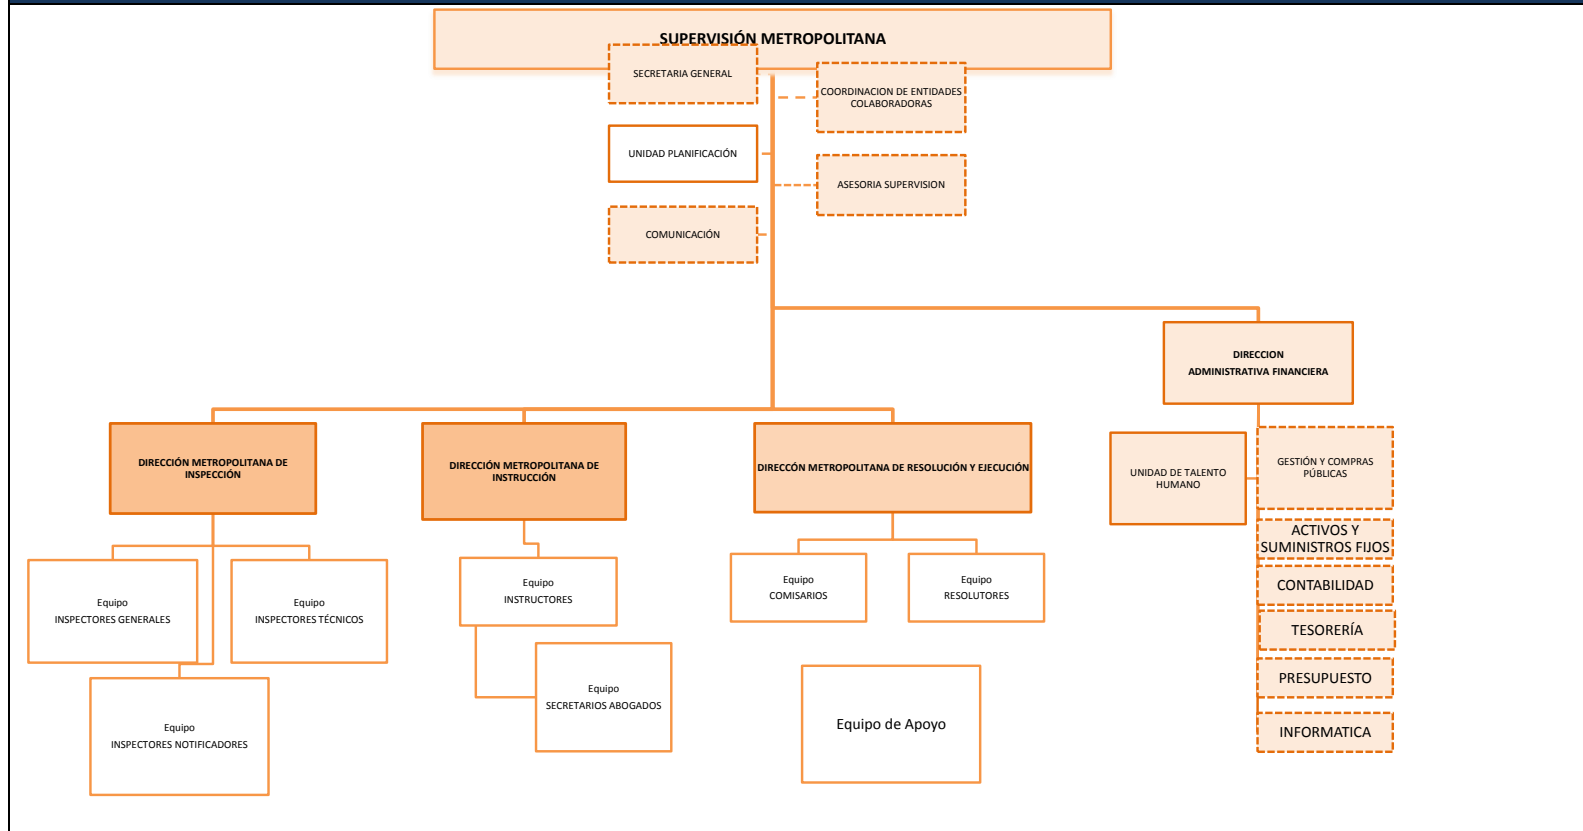 SUPERVISIÓN METROPOLITANA
SECRETARIA GENERAL
COORDINACION DE ENTIDADES
COLABORADORAS
UNIDAD PLANIFICACIÓN
ASESORIA SUPERVISION
COMUNICACIÓN
DIRECCION
ADMINISTRATIVA FINANCIERA
DIRECCIÓN METROPOLITANA DE
INSPECCIÓN
DIRECCIÓN METROPOLITANA DE
INSTRUCCIÓN
DIRECCÓN METROPOLITANA DE RESOLUCIÓN Y EJECUCIÓN
UNIDAD DE TALENTO
HUMANO
GESTIÓN Y COMPRAS
PÚBLICAS
ACTIVOS Y
SUMINISTROS FIJOS
CONTABILIDAD
TESORERÍA
PRESUPUESTO
INFORMATICA
Equipo
INSPECTORES GENERALES
Equipo
INSPECTORES TÉCNICOS
Equipo
INSPECTORES NOTIFICADORES
Equipo
INSTRUCTORES
Equipo
SECRETARIOS ABOGADOS
Equipo
COMISARIOS
Equipo
RESOLUTORES
Equipo de Apoyo